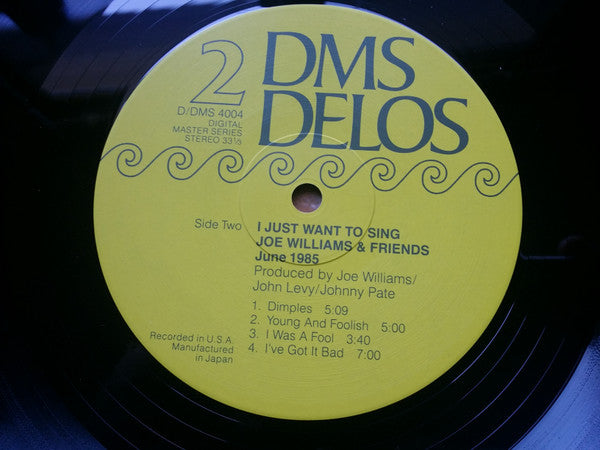 2
D/DMS 4004
DIGITAL
MASTER SERIES
STEREO 33⅓
DMS
DELOS
Side Two
I JUST WANT TO SING
JOE WILLIAMS & FRIENDS
June 1985
Produced by Joe Williams/
John Levy/Johnny Pate
1. Dimples 5:09
2. Young And Foolish 5:00
3. I Was A Fool 3:40
4. I've Got It Bad 7:00
Recorded in U.S.A.
Manufactured
in Japan